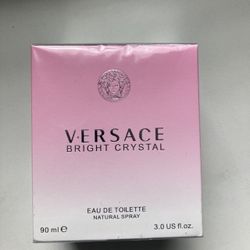 VERSACE
BRIGHT CRYSTAL
EAU DE TOILETTE
NATURAL SPRAY
90 ml ℮ 3.0 US fl.oz.